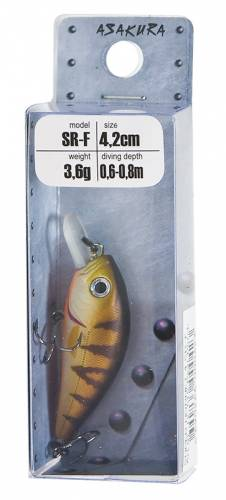 ASAKURA
model size
SR-F 4,2cm
weight diving depth
3,6g 0,6-0,8m